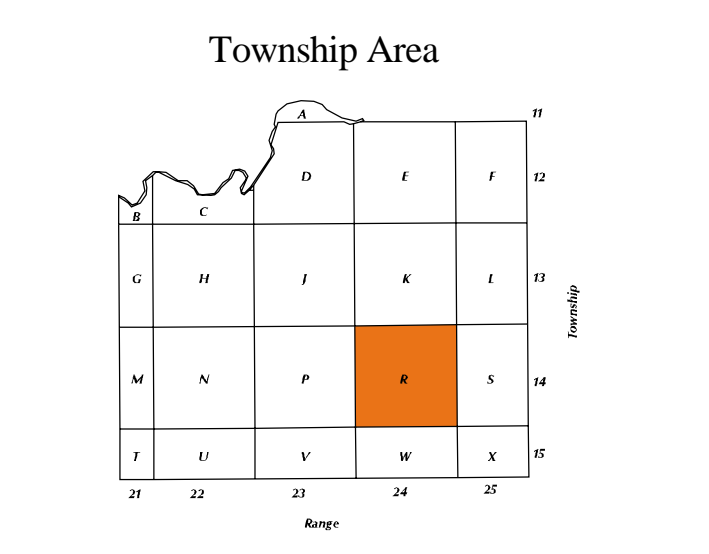 Township Area
A 11
D E F 12
B C
G H J K L 13
Township
M N P R S 14
T U V W X 15
21 22 23 24 25
Range